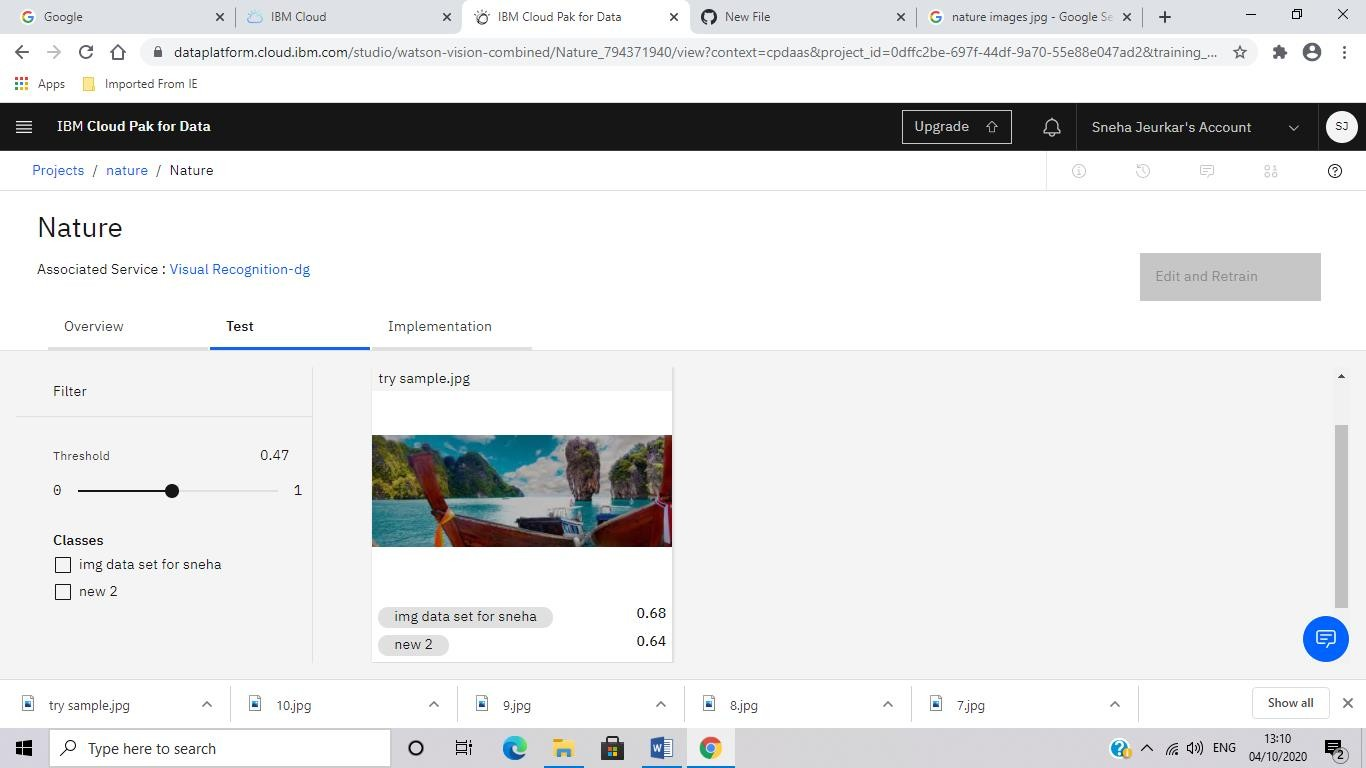 Google
IBM Cloud
IBM Cloud Pak for Data
New File
nature images jpg - Google Se
dataplatform.cloud.ibm.com/studio/watson-vision-combined/Nature_794371940/view?context=cpdaas&project_id=0dffc2be-697f-44df-9a70-55e88e047ad2&training_...
Apps
Imported From IE
IBM Cloud Pak for Data
Upgrade
Sneha Jeurkar's Account
SJ
Projects / nature / Nature
Nature
Associated Service : Visual Recognition-dg
Edit and Retrain
Overview
Test
Implementation
Filter
Threshold 0.47
0 1
Classes
img data set for sneha
new 2
try sample.jpg
img data set for sneha 0.68
new 2 0.64
try sample.jpg
10.jpg
9.jpg
8.jpg
7.jpg
Show all
Type here to search
ENG
13:10
04/10/2020
2